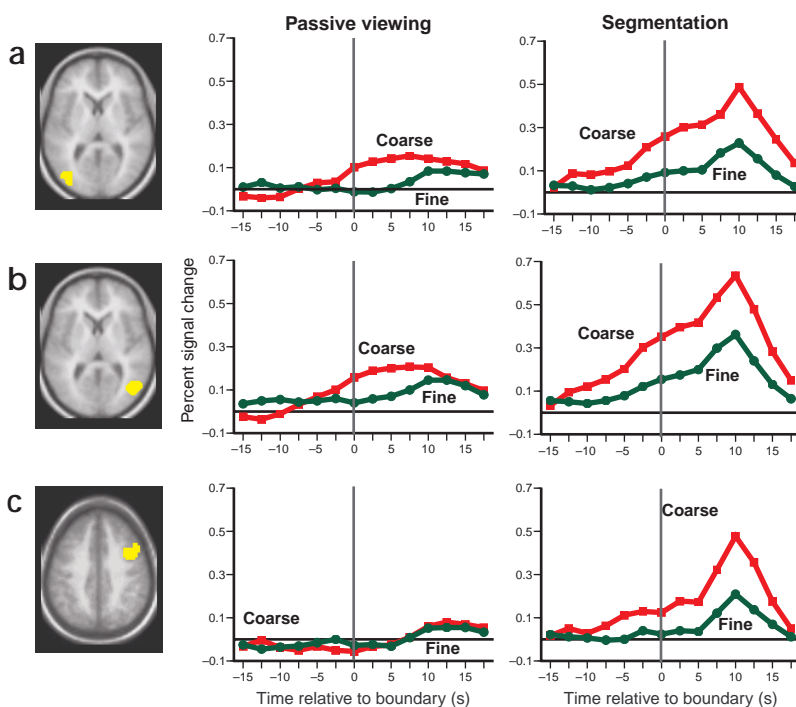 Passive viewing Segmentation
a
0.7
0.5
0.3
0.1
–0.1
Coarse
Fine
–15 –10 –5 0 5 10 15
0.7
0.5
0.3
0.1
–0.1
Coarse
Fine
–15 –10 –5 0 5 10 15
b
Percent signal change
0.7
0.5
0.3
0.1
–0.1
Coarse
Fine
–15 –10 –5 0 5 10 15
0.7
0.5
0.3
0.1
–0.1
Coarse
Fine
–15 –10 –5 0 5 10 15
c
0.7
0.5
0.3
0.1
–0.1
Coarse
Fine
–15 –10 –5 0 5 10 15
Time relative to boundary (s)
0.7
0.5
0.3
0.1
–0.1
Coarse
Fine
–15 –10 –5 0 5 10 15
Time relative to boundary (s)